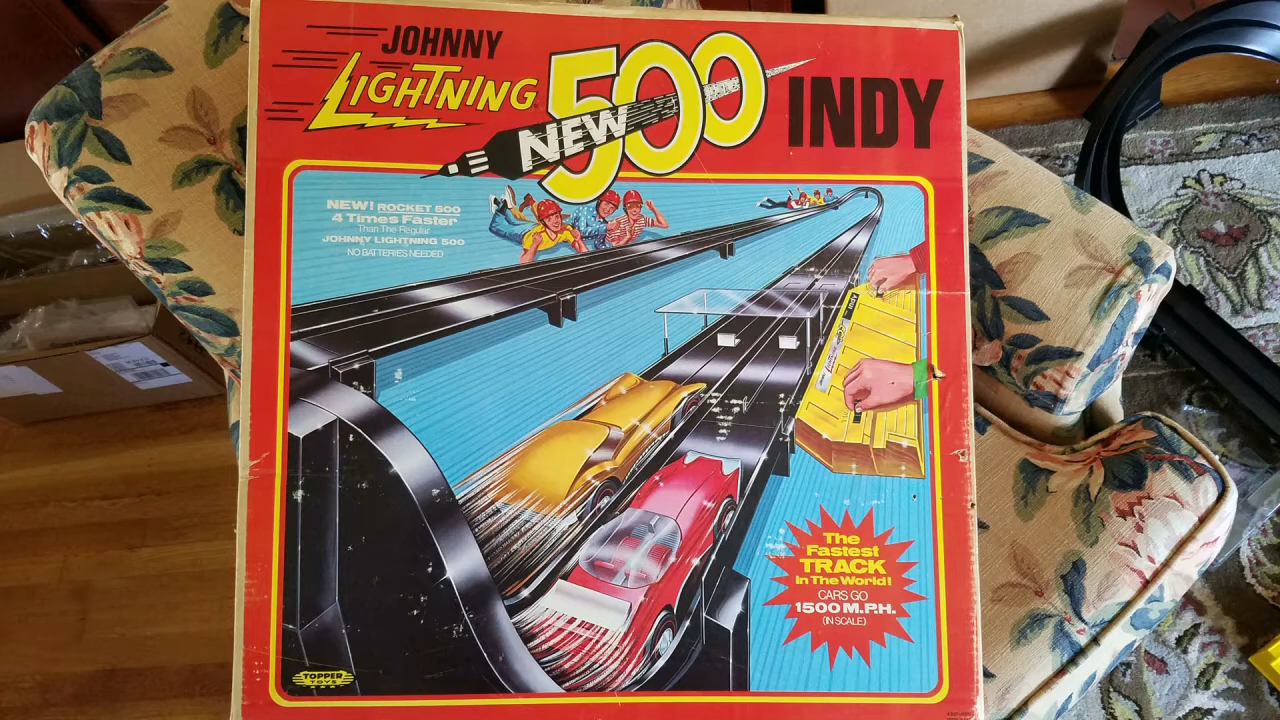 JOHNNY
LIGHTNING
NEW
500
INDY
NEW! ROCKET 500
4 Times Faster
Than The Regular
JOHNNY LIGHTNING 500
NO BATTERIES NEEDED
INDY
The
Fastest
TRACK
In The World!
CARS GO
1500 M.P.H.
(IN SCALE)
TOPPER
TOYS